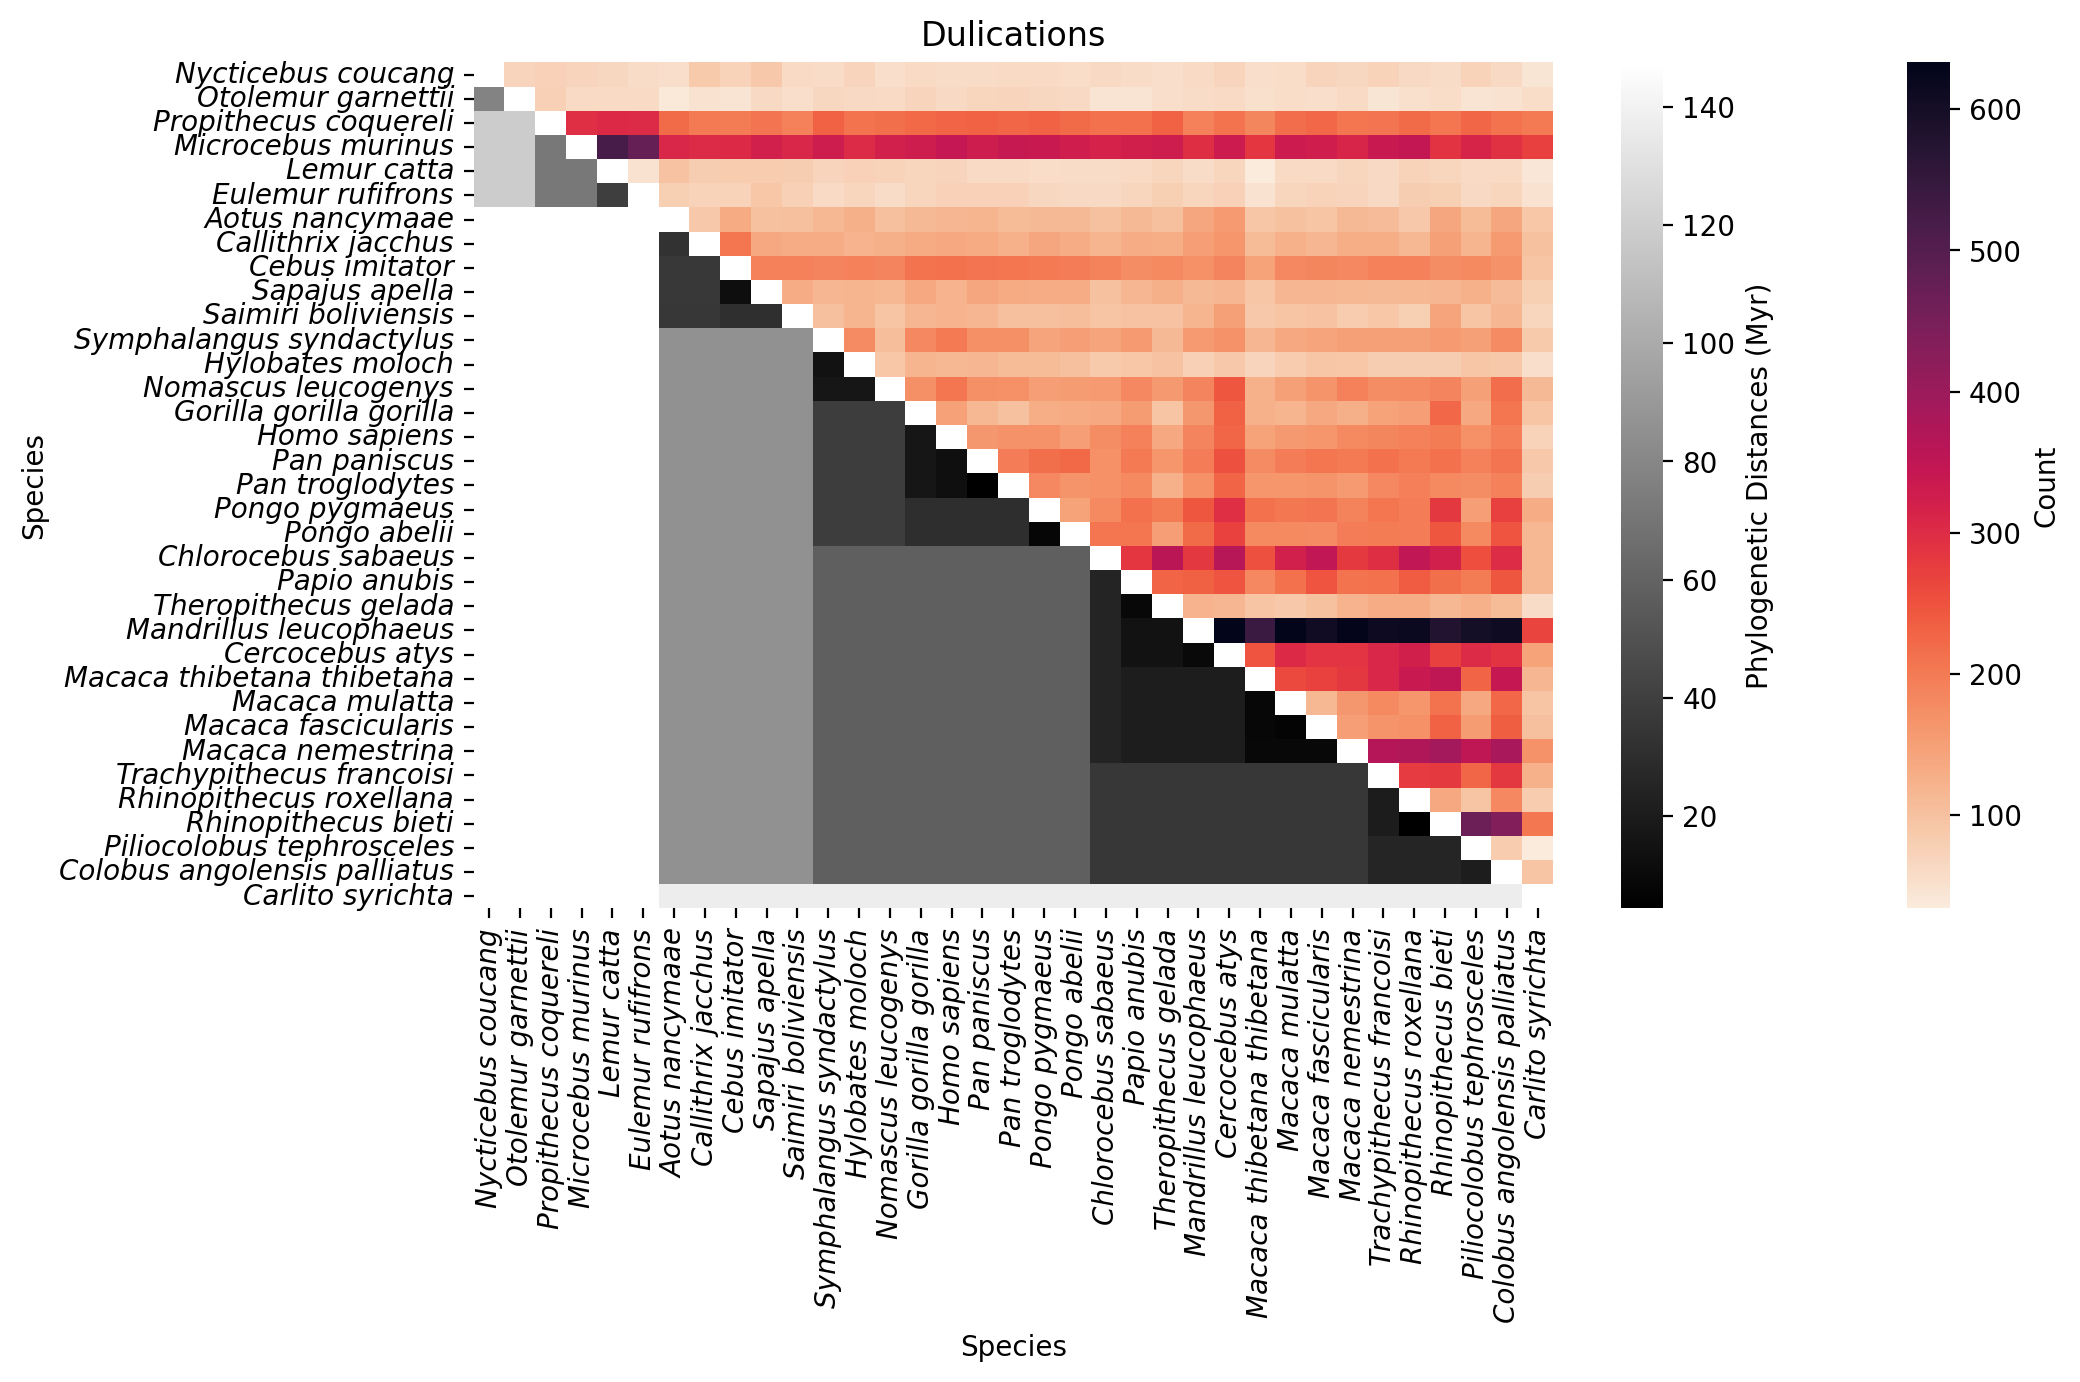 Dulications
Nycticebus coucang
Otolemur garnettii
Propithecus coquereli
Microcebus murinus
Lemur catta
Eulemur rufifrons
Aotus nancymaae
Callithrix jacchus
Cebus imitator
Sapajus apella
Saimiri boliviensis
Symphalangus syndactylus
Hylobates moloch
Nomascus leucogenys
Gorilla gorilla gorilla
Homo sapiens
Pan paniscus
Pan troglodytes
Pongo pygmaeus
Pongo abelii
Chlorocebus sabaeus
Papio anubis
Theropithecus gelada
Mandrillus leucophaeus
Cercocebus atys
Macaca thibetana thibetana
Macaca mulatta
Macaca fascicularis
Macaca nemestrina
Trachypithecus francoisi
Rhinopithecus roxellana
Rhinopithecus bieti
Piliocolobus tephrosceles
Colobus angolensis palliatus
Carlito syrichta
Species
Nycticebus coucang
Otolemur garnettii
Propithecus coquereli
Microcebus murinus
Lemur catta
Eulemur rufifrons
Aotus nancymaae
Callithrix jacchus
Cebus imitator
Sapajus apella
Saimiri boliviensis
Symphalangus syndactylus
Hylobates moloch
Nomascus leucogenys
Gorilla gorilla gorilla
Homo sapiens
Pan paniscus
Pan troglodytes
Pongo pygmaeus
Pongo abelii
Chlorocebus sabaeus
Papio anubis
Theropithecus gelada
Mandrillus leucophaeus
Cercocebus atys
Macaca thibetana thibetana
Macaca mulatta
Macaca fascicularis
Macaca nemestrina
Trachypithecus francoisi
Rhinopithecus roxellana
Rhinopithecus bieti
Piliocolobus tephrosceles
Colobus angolensis palliatus
Carlito syrichta
Species
140
120
100
80
60
40
20
Phylogenetic Distances (Myr)
600
500
400
300
200
100
Count